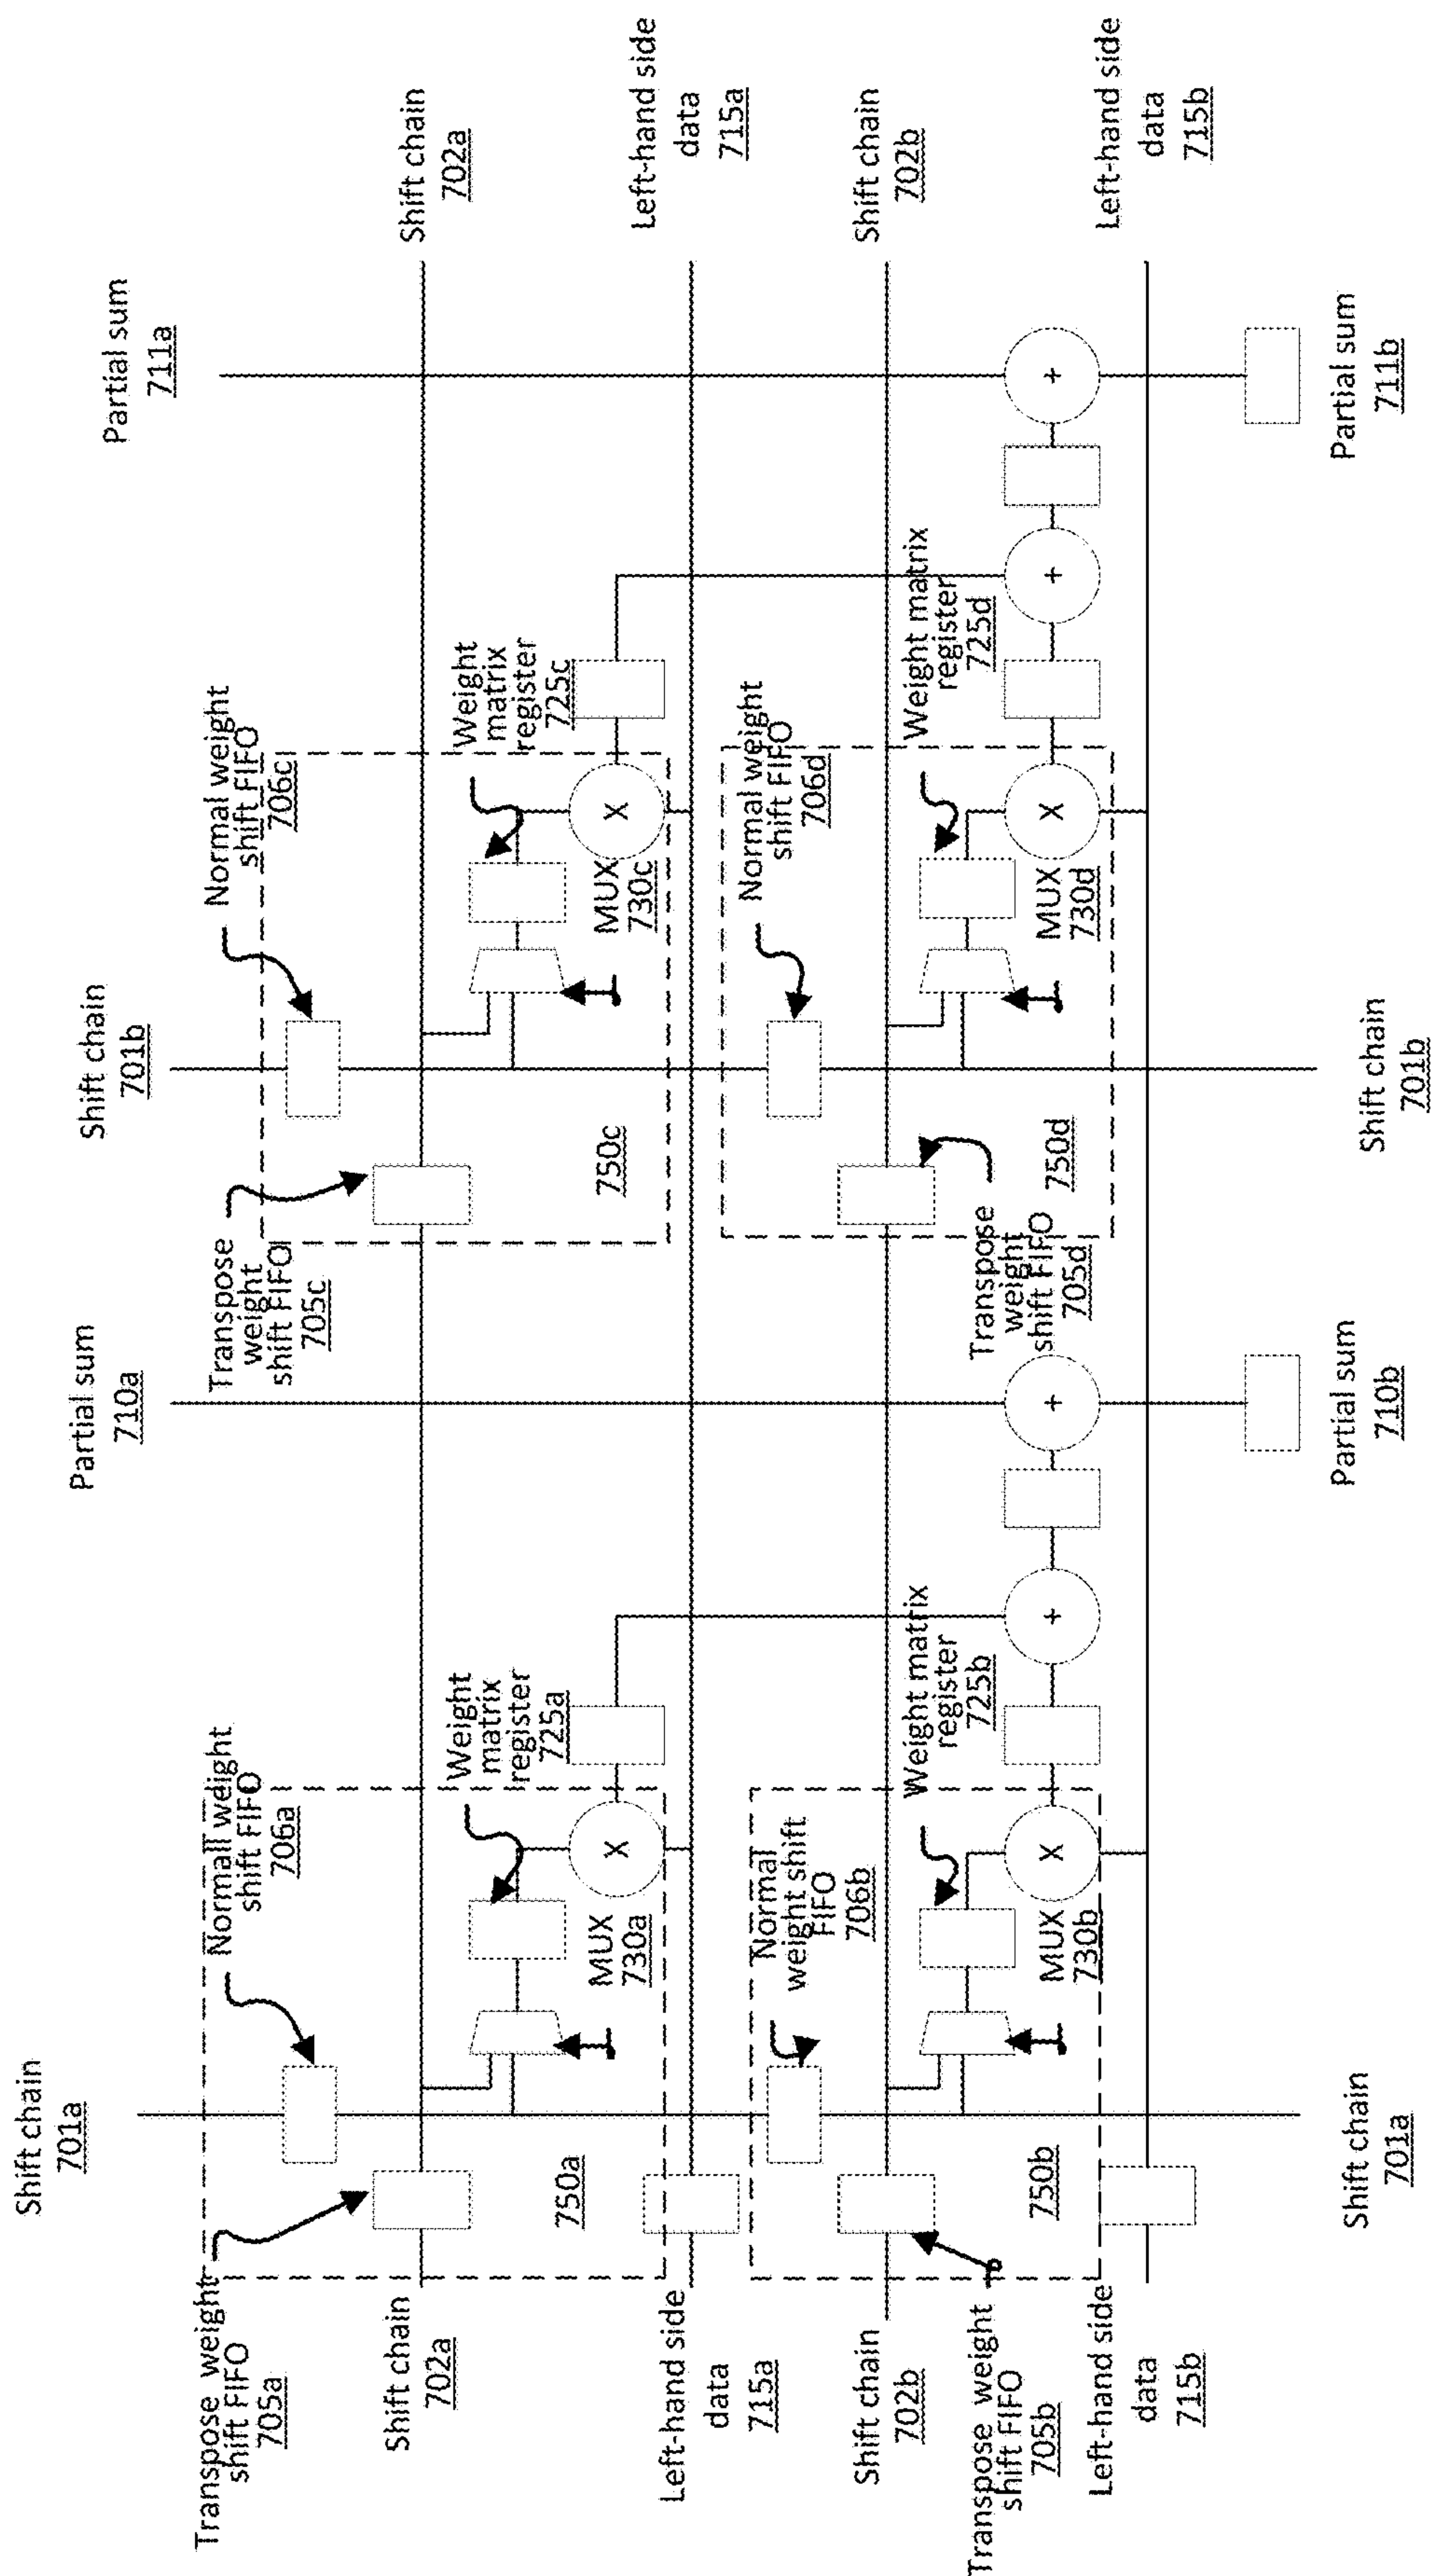 Shift chain
701a
Partial sum
710a
Shift chain
701b
Partial sum
711a
Transpose weight
shift FIFO
705a
Normal weight
shift FIFO
706a
Transpose
weight
shift FIFO
705c
Normal weight
shift FIFO
706c
Shift chain
702a
Weight
matrix
register
725a
Weight
matrix
register
725c
Shift chain
702a
750a
MUX
730a
X
750c
MUX
730c
X
Left-hand side
data
715a
Left-hand side
data
715a
Normal
weight shift
FIFO
706b
Normal weight
shift FIFO
706d
Shift chain
702b
Weight matrix
register
725b
Weight matrix
register
725d
Shift chain
702b
Transpose weight
shift FIFO
705b
750b
MUX
730b
X
+
+
Transpose
weight
shift FIFO
705d
750d
MUX
730d
X
+
+
Left-hand side
data
715b
Left-hand side
data
715b
Shift chain
701a
Partial sum
710b
Shift chain
701b
Partial sum
711b